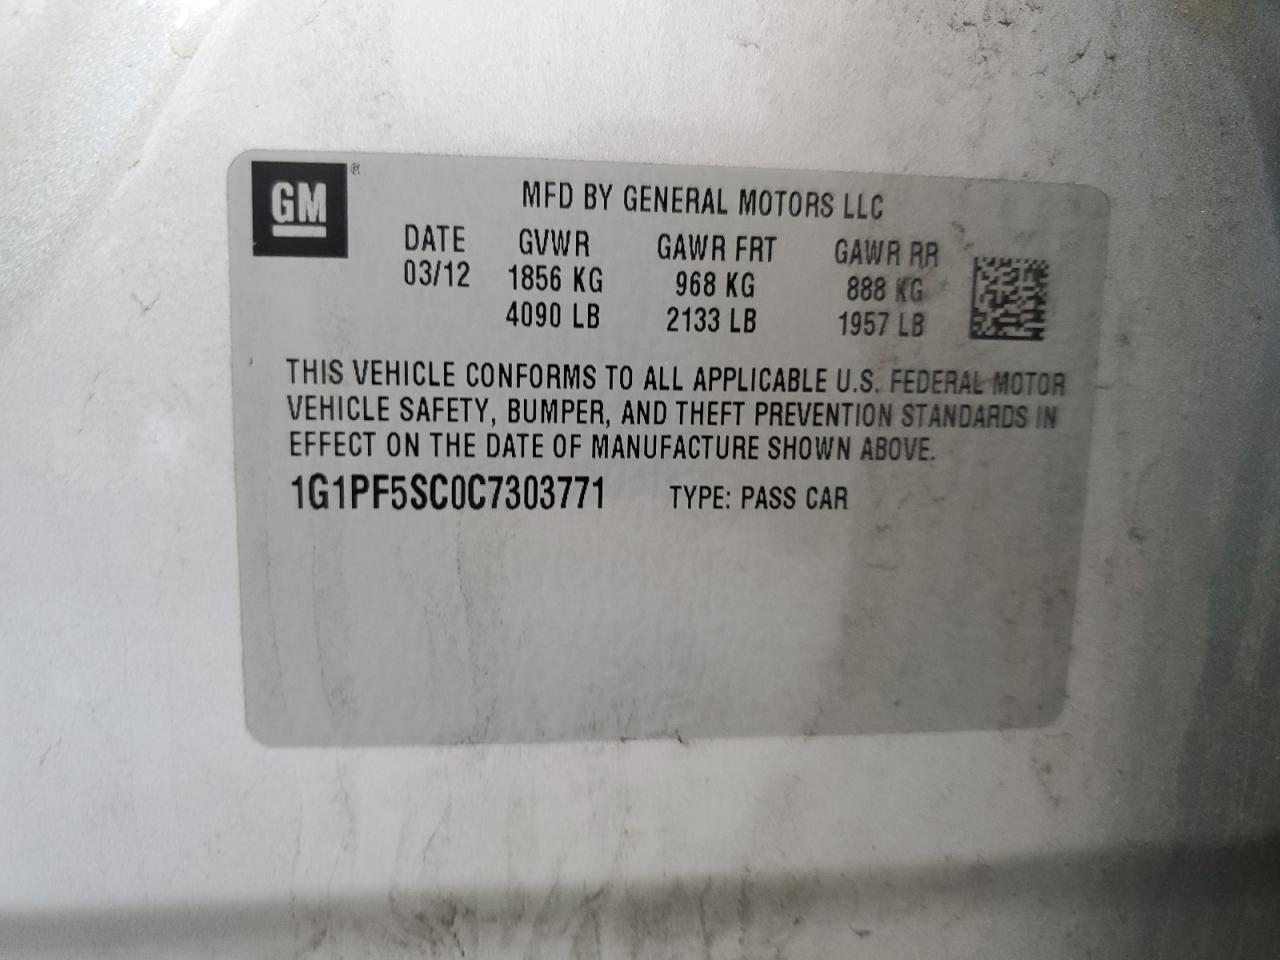 GM ®
MFD BY GENERAL MOTORS LLC
DATE GVWR GAWR FRT GAWR RR
03/12 1856 KG 968 KG 888 KG
4090 LB 2133 LB 1957 LB
THIS VEHICLE CONFORMS TO ALL APPLICABLE U.S. FEDERAL MOTOR
VEHICLE SAFETY, BUMPER, AND THEFT PREVENTION STANDARDS IN
EFFECT ON THE DATE OF MANUFACTURE SHOWN ABOVE.
1G1PF5SC0C7303771 TYPE: PASS CAR